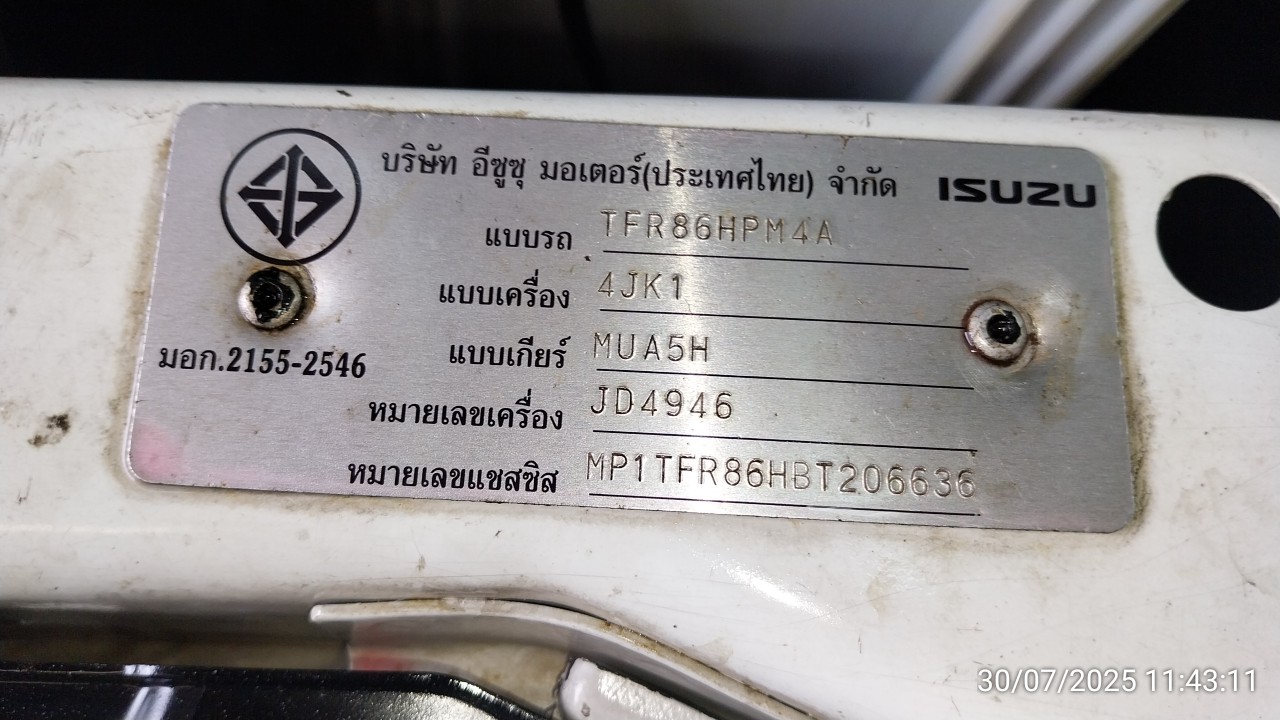 บริษัท อีซูซุ มอเตอร์(ประเทศไทย) จำกัด ISUZU
แบบรถ TFR86HPM4A
แบบเครื่อง 4JK1
มอก.2155-2546 แบบเกียร์ MUA5H
หมายเลขเครื่อง JD4946
หมายเลขแชสซิส MP1TFR86HBT206636
30/07/2025 11:43:11